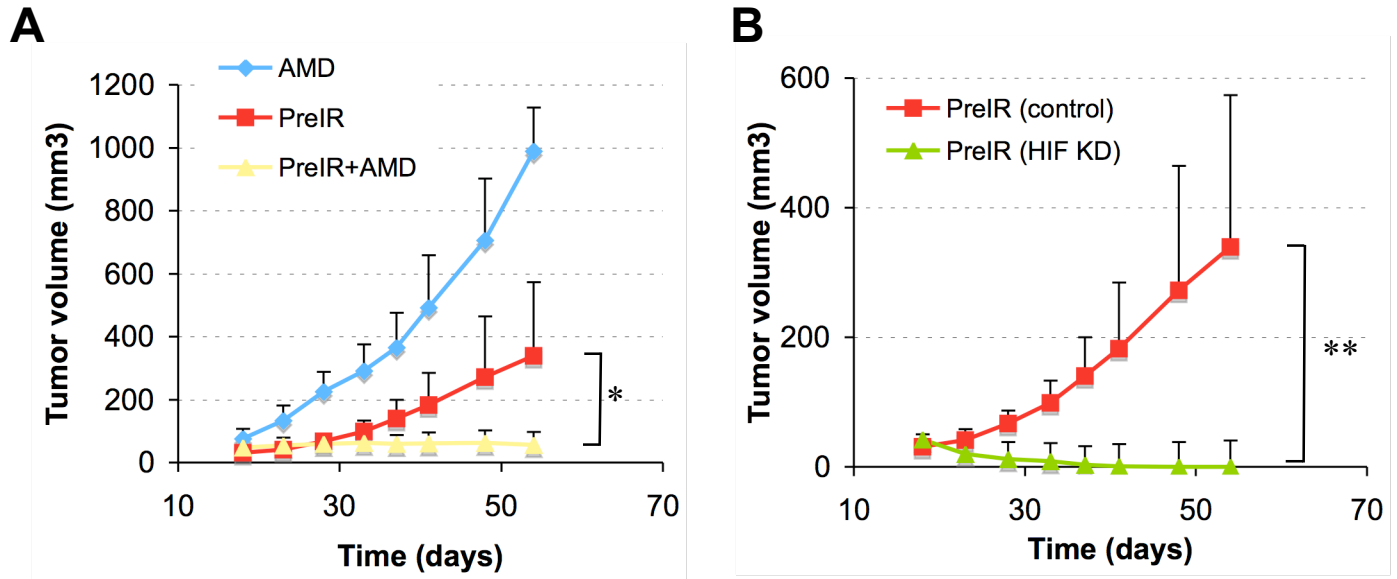 A
AMD
PreIR
PreIR+AMD
Tumor volume (mm3)
1200
1000
800
600
400
200
0
*
10
30
50
70
Time (days)
B
PreIR (control)
PreIR (HIF KD)
Tumor volume (mm3)
600
400
200
0
**
10
30
50
70
Time (days)